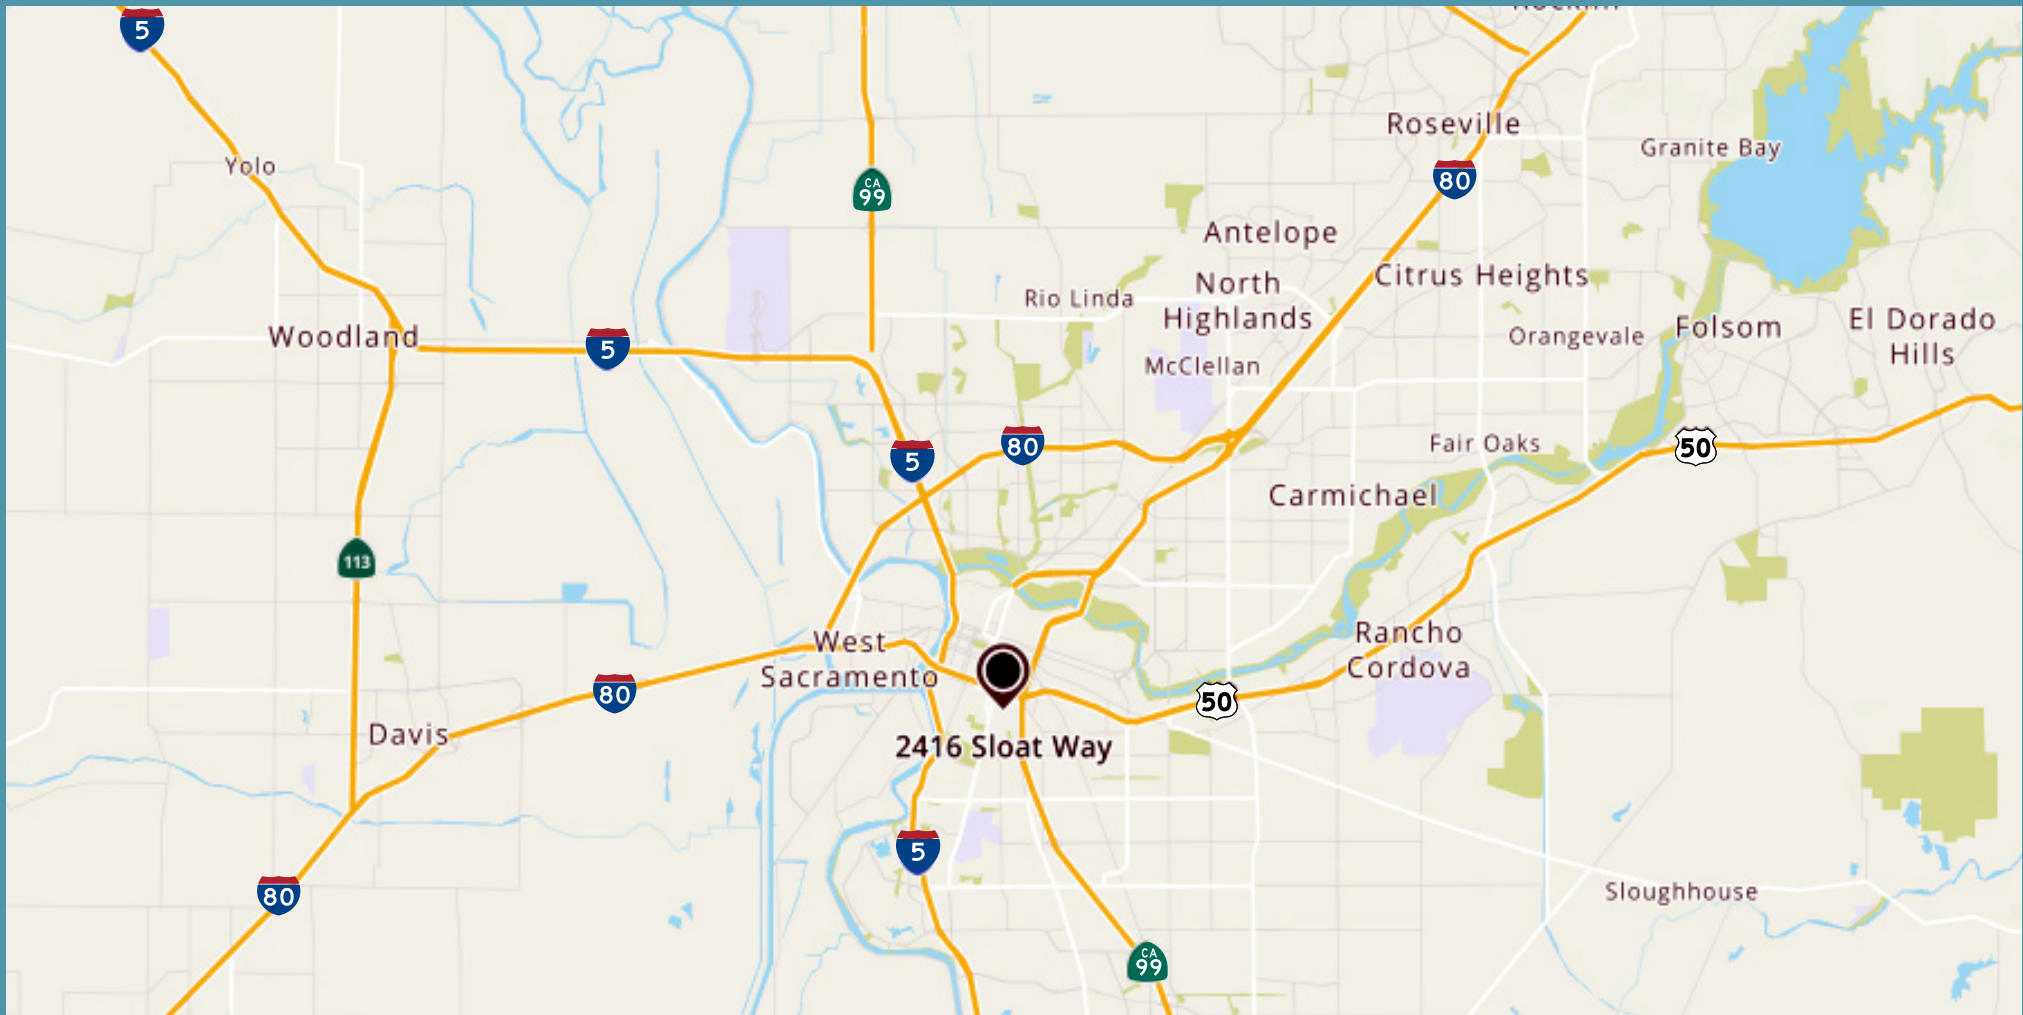 5
Yolo
CA
99
Roseville
Granite Bay
80
Antelope
Citrus Heights
North
Highlands
Rio Linda
McClellan
Woodland
5
Orangevale
Folsom
El Dorado
Hills
5
80
Fair Oaks
50
Carmichael
113
West
Sacramento
Rancho
Cordova
80
50
Davis
2416 Sloat Way
5
80
Sloughhouse
CA
99